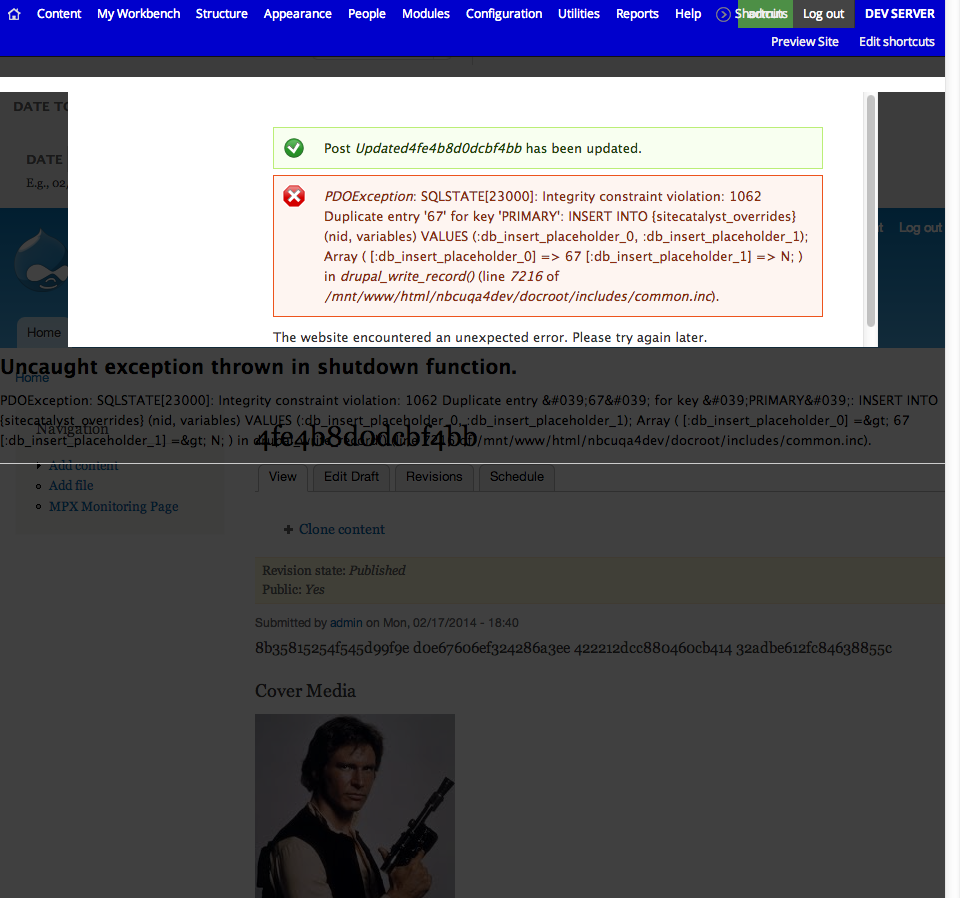 Content My Workbench Structure Appearance People Modules Configuration Utilities Reports Help Shortcuts admin Log out DEV SERVER
Preview Site Edit shortcuts
DATE TO
DATE
E.g., 02,
Post Updated4fe4b8d0dcbf4bb has been updated.
PDOException: SQLSTATE[23000]: Integrity constraint violation: 1062
Duplicate entry '67' for key 'PRIMARY': INSERT INTO {sitecatalyst_overrides}
(nid, variables) VALUES (:db_insert_placeholder_0, :db_insert_placeholder_1);
Array ( [:db_insert_placeholder_0] => 67 [:db_insert_placeholder_1] => N; )
in drupal_write_record() (line 7216 of
/mnt/www/html/nbcuqa4dev/docroot/includes/common.inc).
The website encountered an unexpected error. Please try again later.
t Log out
Home
Uncaught exception thrown in shutdown function.
Home
PDOException: SQLSTATE[23000]: Integrity constraint violation: 1062 Duplicate entry &#039;67&#039; for key &#039;PRIMARY&#039;: INSERT INTO
{sitecatalyst_overrides} (nid, variables) VALUES (:db_insert_placeholder_0, :db_insert_placeholder_1); Array ( [:db_insert_placeholder_0] =&gt; 67
[:db_insert_placeholder_1] =&gt; N; ) in drupal_write_record() (line 7216 of /mnt/www/html/nbcuqa4dev/docroot/includes/common.inc).
Navigation
4fe4b8d0dcbf4bb
Add content
Add file
MPX Monitoring Page
View Edit Draft Revisions Schedule
Clone content
Revision state: Published
Public: Yes
Submitted by admin on Mon, 02/17/2014 - 18:40
8b35815254f545d99f9e d0e67606ef324286a3ee 422212dcc880460cb414 32adbe612fc84638855c
Cover Media